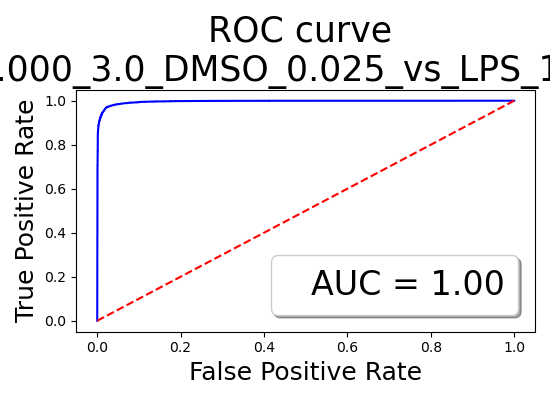 ROC curve
.000_3.0_DMSO_0.025_vs_LPS_1
1.0
0.8
0.6
0.4
0.2
0.0
True Positive Rate
AUC = 1.00
0.0 0.2 0.4 0.6 0.8 1.0
False Positive Rate